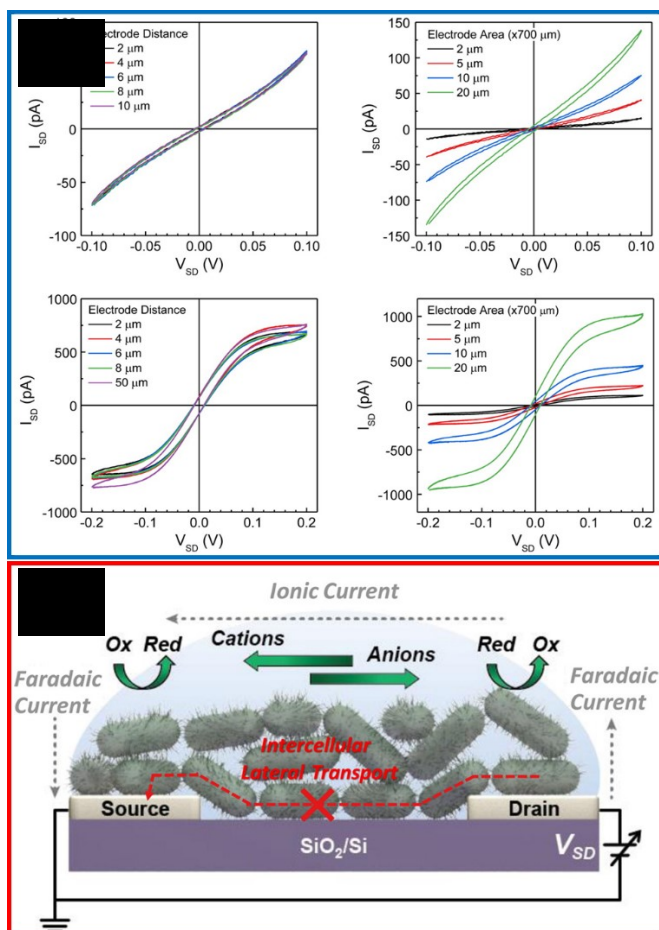 Electrode Distance
2 μm
4 μm
6 μm
8 μm
10 μm
I_SD (pA)
0
-50
-100
-0.10 -0.05 0.00 0.05 0.10
V_SD (V)
Electrode Area (x700 μm)
2 μm
5 μm
10 μm
20 μm
I_SD (pA)
150
100
50
0
-50
-100
-150
-0.10 -0.05 0.00 0.05 0.10
V_SD (V)
Electrode Distance
2 μm
4 μm
6 μm
8 μm
50 μm
I_SD (pA)
1000
500
0
-500
-1000
-0.2 -0.1 0.0 0.1 0.2
V_SD (V)
Electrode Area (x700 μm)
2 μm
5 μm
10 μm
20 μm
I_SD (pA)
1000
500
0
-500
-1000
-0.2 -0.1 0.0 0.1 0.2
V_SD (V)
Ionic Current
Ox Red
Cations
Anions
Red Ox
Faradaic
Current
Faradaic
Current
Intercellular
Lateral Transport
Source
Drain
SiO₂/Si
V_SD